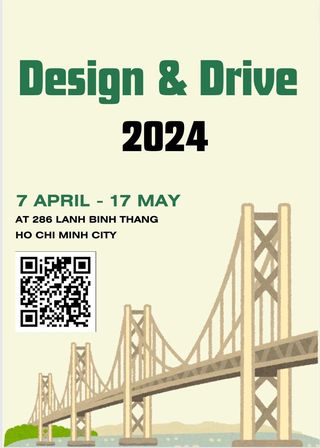 Design & Drive
2024
7 APRIL - 17 MAY
AT 286 LANH BINH THANG
HO CHI MINH CITY